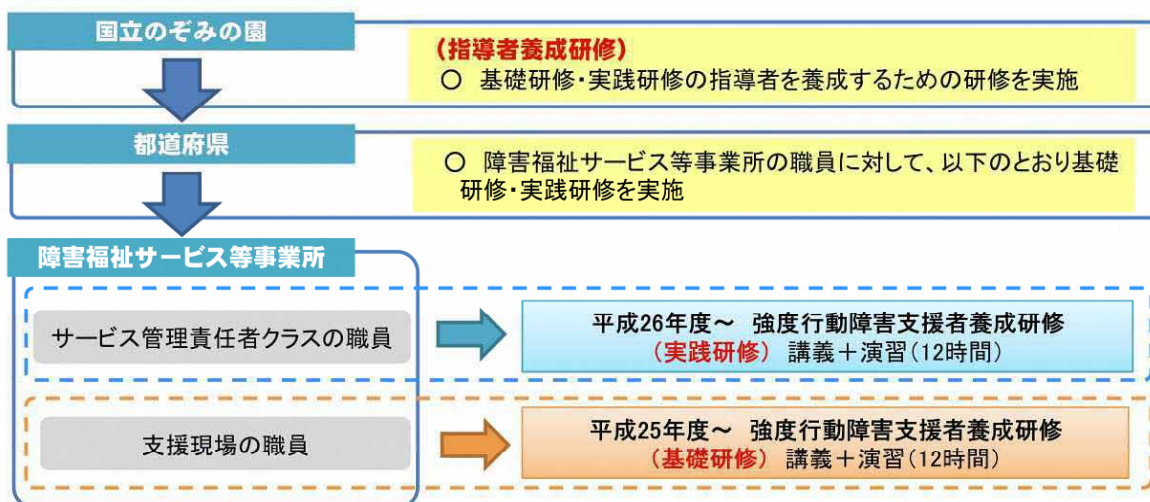 国立のぞみの園
(指導者養成研修)
○ 基礎研修・実践研修の指導者を養成するための研修を実施
都道府県
○ 障害福祉サービス等事業所の職員に対して、以下のとおり基礎
研修・実践研修を実施
障害福祉サービス等事業所
サービス管理責任者クラスの職員
平成26年度～ 強度行動障害支援者養成研修
(実践研修) 講義＋演習(12時間)
支援現場の職員
平成25年度～ 強度行動障害支援者養成研修
(基礎研修) 講義＋演習(12時間)